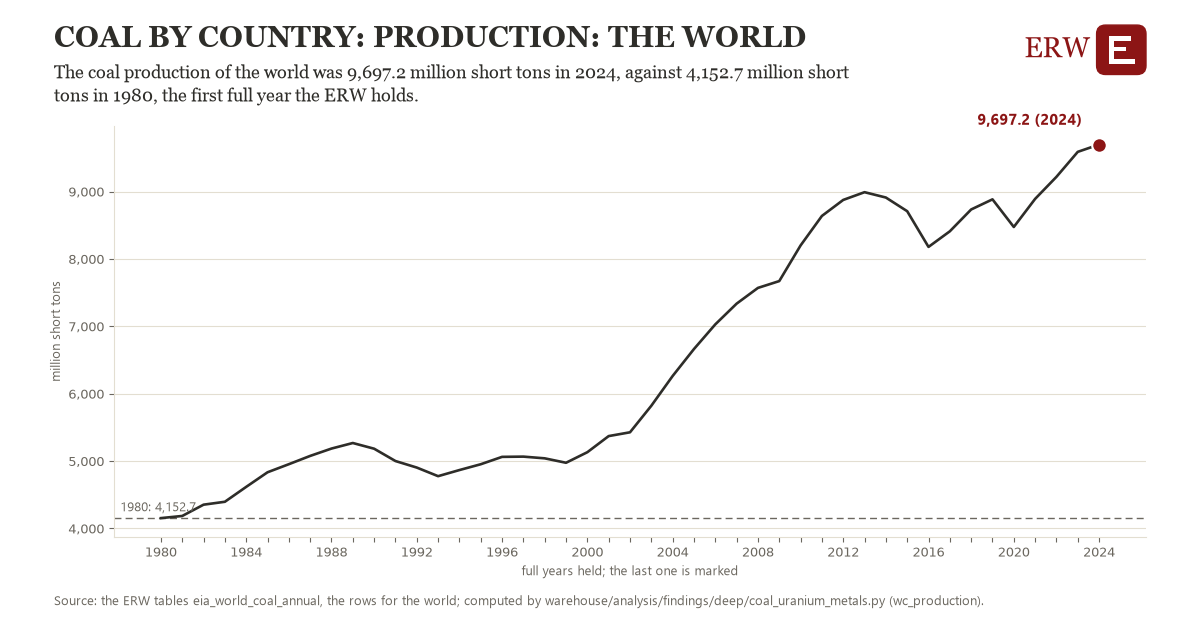 COAL BY COUNTRY: PRODUCTION: THE WORLD
ERW E
The coal production of the world was 9,697.2 million short tons in 2024, against 4,152.7 million short
tons in 1980, the first full year the ERW holds.
9,697.2 (2024)
9,000
8,000
7,000
6,000
5,000
4,000
million short tons
1980: 4,152.7
1980 1984 1988 1992 1996 2000 2004 2008 2012 2016 2020 2024
full years held; the last one is marked
Source: the ERW tables eia_world_coal_annual, the rows for the world; computed by warehouse/analysis/findings/deep/coal_uranium_metals.py (wc_production).